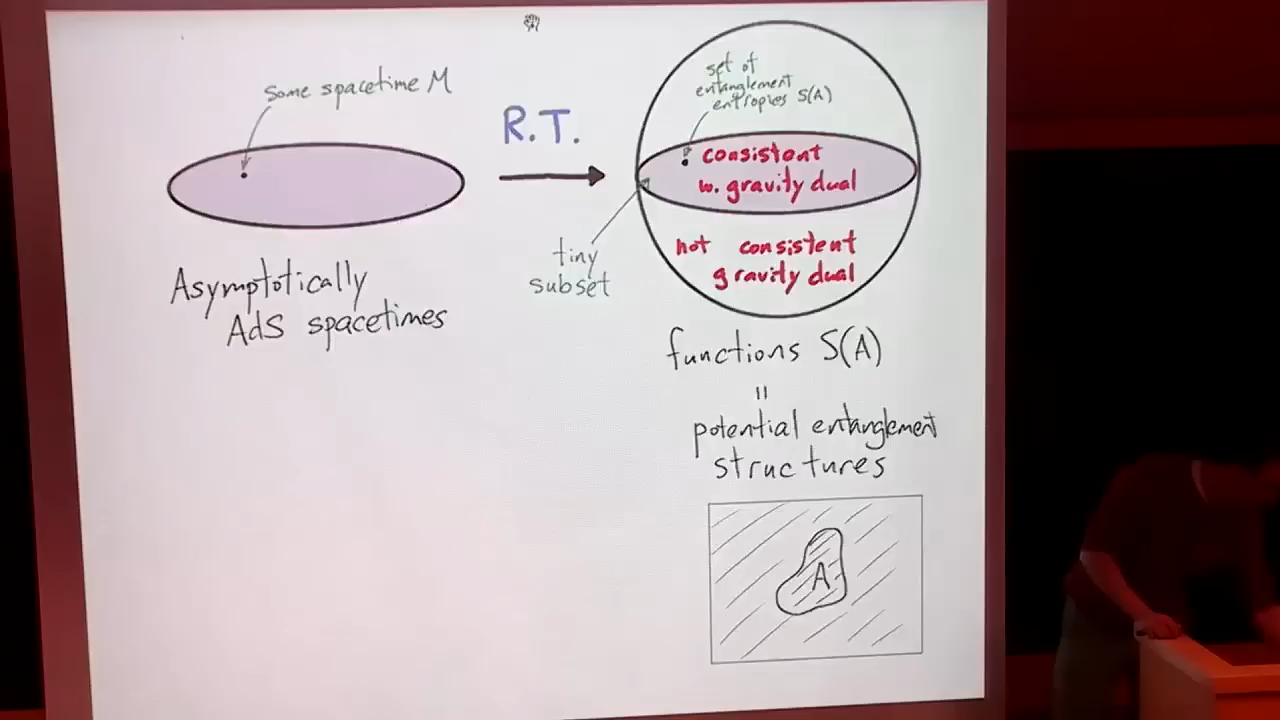 some spacetime M
R.T.
set of
entanglement
entropies S(A)
consistent
w. gravity dual
not consistent
gravity dual
tiny
subset
Asymptotically
AdS spacetimes
functions S(A)
=
potential entanglement
structures
A